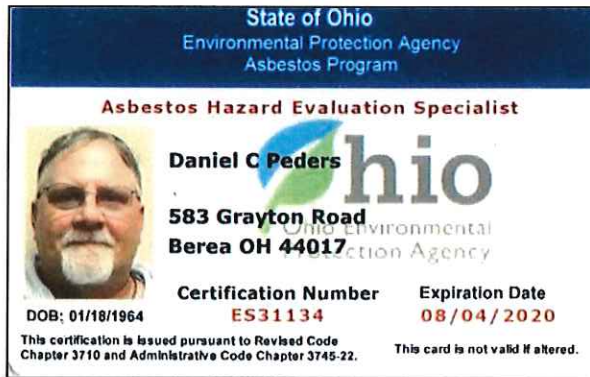 State of Ohio
Environmental Protection Agency
Asbestos Program
Asbestos Hazard Evaluation Specialist
Daniel C Peders
hio
583 Grayton Road
Ohio Environmental
Berea OH 44017
Protection Agency
Certification Number
Expiration Date
DOB: 01/18/1964
ES31134
08/04/2020
This certification is issued pursuant to Revised Code
Chapter 3710 and Administrative Code Chapter 3745-22.
This card is not valid if altered.